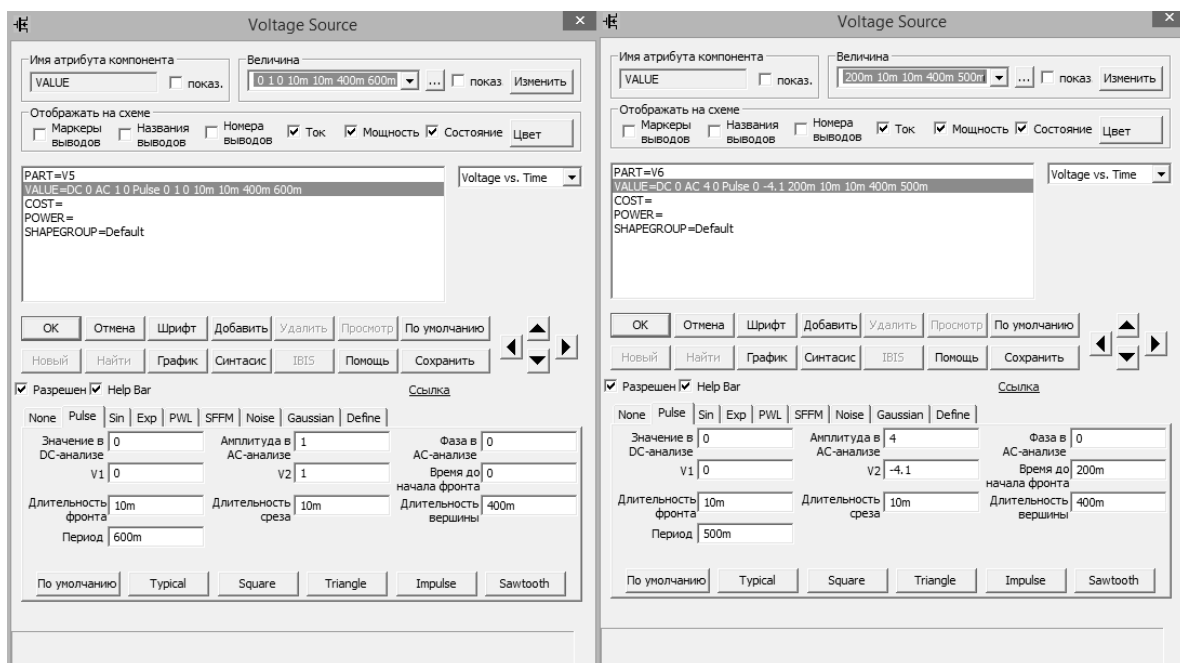 Voltage Source
Имя атрибута компонента
VALUE
показ.
Величина
0 1 0 10m 10m 400m 600m
...
показ
Изменить
Отображать на схеме
Маркеры выводов
Названия выводов
Номера выводов
Ток
Мощность
Состояние
Цвет
PART=V5
VALUE=DC 0 AC 1 0 Pulse 0 1 0 10m 10m 400m 600m
COST=
POWER=
SHAPEGROUP=Default
Voltage vs. Time
OK
Отмена
Шрифт
Добавить
Удалить
Просмотр
По умолчанию
Новый
Найти
График
Синтасис
IBIS
Помощь
Сохранить
Разрешен
Help Bar
Ссылка
None
Pulse
Sin
Exp
PWL
SFFM
Noise
Gaussian
Define
Значение в DC-анализе
0
Амплитуда в AC-анализе
1
Фаза в AC-анализе
0
V1
0
V2
1
Время до начала фронта
0
Длительность фронта
10m
Длительность среза
10m
Длительность вершины
400m
Период
600m
По умолчанию
Typical
Square
Triangle
Impulse
Sawtooth
Voltage Source
Имя атрибута компонента
VALUE
показ.
Величина
200m 10m 10m 400m 500m
...
показ
Изменить
Отображать на схеме
Маркеры выводов
Названия выводов
Номера выводов
Ток
Мощность
Состояние
Цвет
PART=V6
VALUE=DC 0 AC 4 0 Pulse 0 -4.1 200m 10m 10m 400m 500m
COST=
POWER=
SHAPEGROUP=Default
Voltage vs. Time
OK
Отмена
Шрифт
Добавить
Удалить
Просмотр
По умолчанию
Новый
Найти
График
Синтасис
IBIS
Помощь
Сохранить
Разрешен
Help Bar
Ссылка
None
Pulse
Sin
Exp
PWL
SFFM
Noise
Gaussian
Define
Значение в DC-анализе
0
Амплитуда в AC-анализе
4
Фаза в AC-анализе
0
V1
0
V2
-4.1
Время до начала фронта
200m
Длительность фронта
10m
Длительность среза
10m
Длительность вершины
400m
Период
500m
По умолчанию
Typical
Square
Triangle
Impulse
Sawtooth